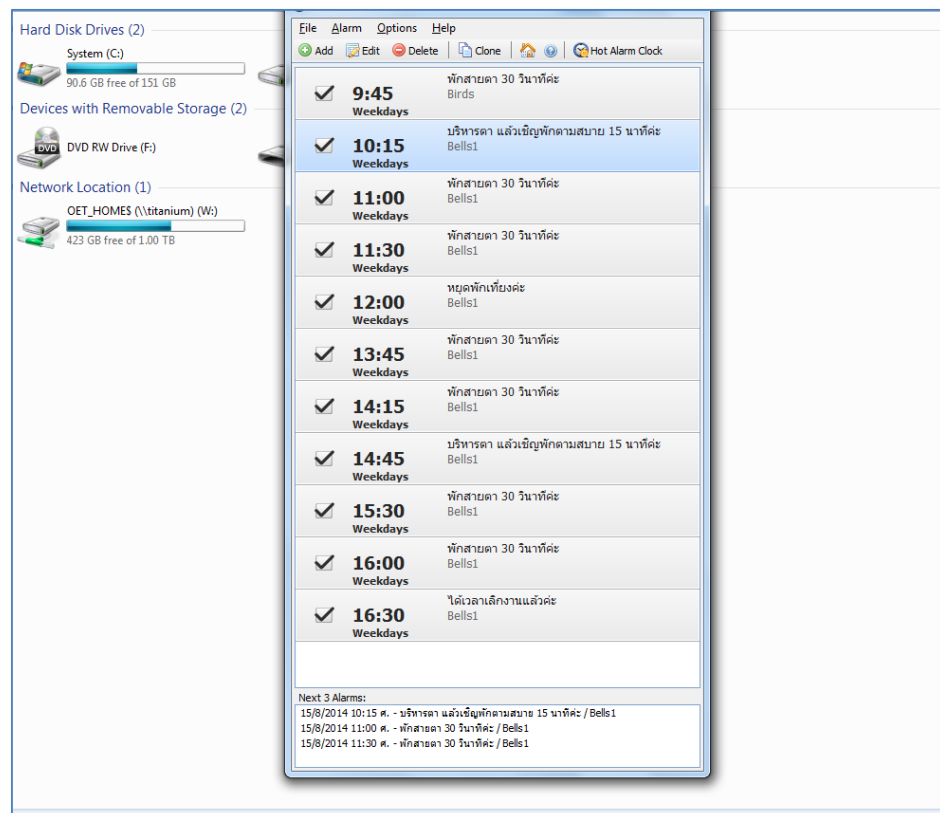 Hard Disk Drives (2)
System (C:)
90.6 GB free of 151 GB
Devices with Removable Storage (2)
DVD
DVD RW Drive (F:)
Network Location (1)
OET_HOME$ (\\titanium) (W:)
423 GB free of 1.00 TB
File Alarm Options Help
Add Edit Delete Clone Hot Alarm Clock
พักสายตา 30 วินาทีค่ะ
9:45 Birds
Weekdays
บริหารตา แล้วเชิญพักตามสบาย 15 นาทีค่ะ
10:15 Bells1
Weekdays
พักสายตา 30 วินาทีค่ะ
11:00 Bells1
Weekdays
พักสายตา 30 วินาทีค่ะ
11:30 Bells1
Weekdays
หยุดพักเที่ยงค่ะ
12:00 Bells1
Weekdays
พักสายตา 30 วินาทีค่ะ
13:45 Bells1
Weekdays
พักสายตา 30 วินาทีค่ะ
14:15 Bells1
Weekdays
บริหารตา แล้วเชิญพักตามสบาย 15 นาทีค่ะ
14:45 Bells1
Weekdays
พักสายตา 30 วินาทีค่ะ
15:30 Bells1
Weekdays
พักสายตา 30 วินาทีค่ะ
16:00 Bells1
Weekdays
ได้เวลาเลิกงานแล้วค่ะ
16:30 Bells1
Weekdays
Next 3 Alarms:
15/8/2014 10:15 ศ. - บริหารตา แล้วเชิญพักตามสบาย 15 นาทีค่ะ / Bells1
15/8/2014 11:00 ศ. - พักสายตา 30 วินาทีค่ะ / Bells1
15/8/2014 11:30 ศ. - พักสายตา 30 วินาทีค่ะ / Bells1